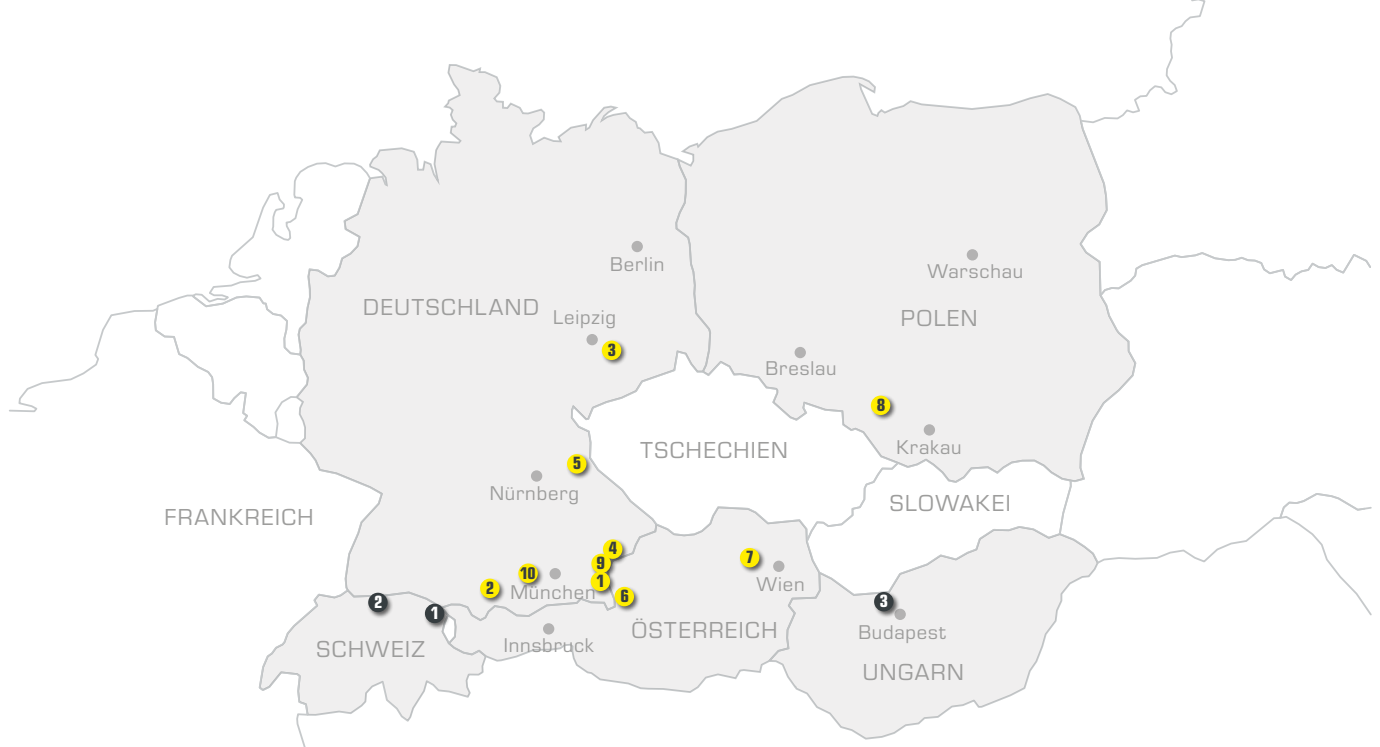 Berlin
Warschau
DEUTSCHLAND
Leipzig
POLEN
3
Breslau
8
Krakau
TSCHECHIEN
5
Nürnberg
SLOWAKEI
FRANKREICH
4
7
9
10
Wien
1
2
München
6
2
3
1
Budapest
ÖSTERREICH
SCHWEIZ
Innsbruck
UNGARN